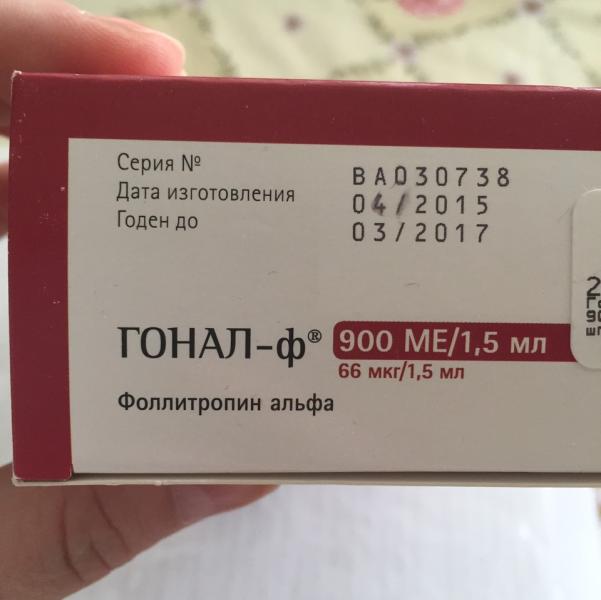 Серия № BA030738
Дата изготовления 04/2015
Годен до 03/2017
ГОНАЛ-ф® 900 МЕ/1,5 мл
66 мкг/1,5 мл
Фоллитропин альфа